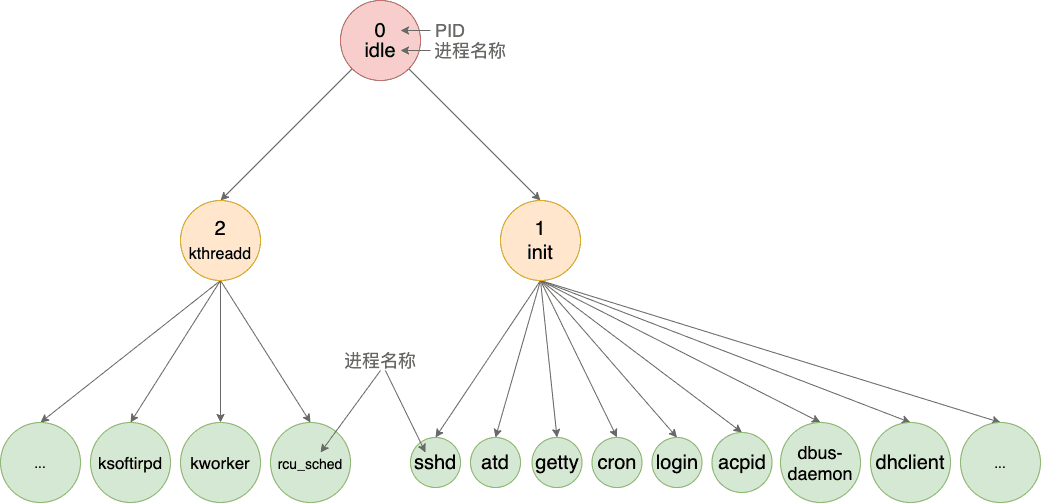 0
PID
idle
进程名称
2
kthreadd
1
init
进程名称
...
ksoftirpd
kworker
rcu_sched
sshd
atd
getty
cron
login
acpid
dbus-
daemon
dhclient
...